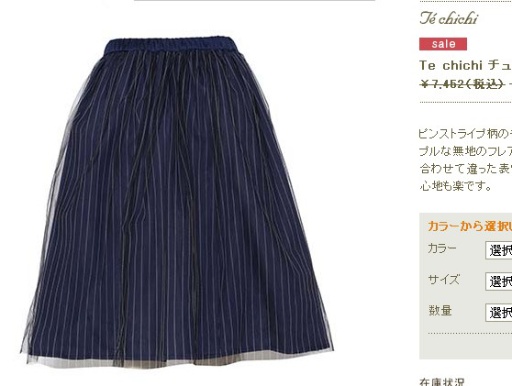 Té chichi
sale
Te chichi チュ
￥7,452(税込)
ピンストライプ柄の
ブルな無地のフレア
合わせて違った表
心地も楽です。
カラーから選択
カラー
選択
サイズ
選択
数量
選択
在庫状況